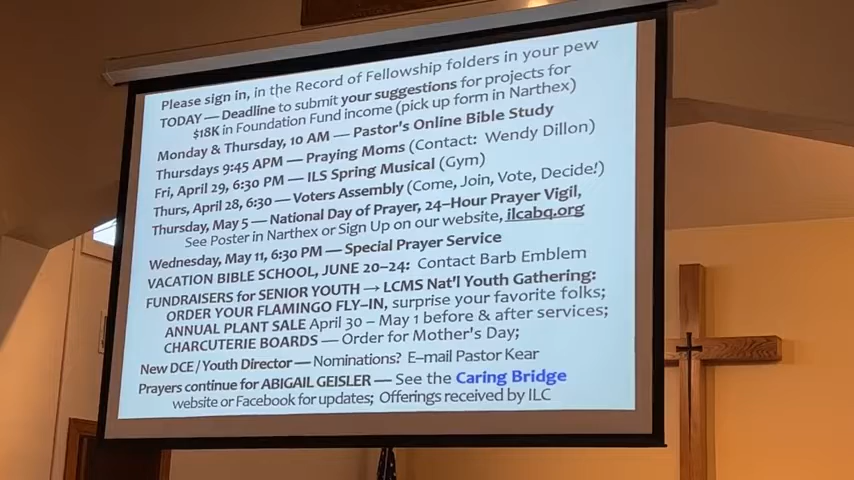 Please sign in, in the Record of Fellowship folders in your pew
TODAY — Deadline to submit your suggestions for projects for
$18K in Foundation Fund income (pick up form in Narthex)
Monday & Thursday, 10 AM — Pastor's Online Bible Study
Thursdays 9:45 APM — Praying Moms (Contact: Wendy Dillon)
Fri, April 29, 6:30 PM — ILS Spring Musical (Gym)
Thurs, April 28, 6:30 — Voters Assembly (Come, Join, Vote, Decide!)
Thursday, May 5 — National Day of Prayer, 24–Hour Prayer Vigil,
See Poster in Narthex or Sign Up on our website, ilcabq.org
Wednesday, May 11, 6:30 PM — Special Prayer Service
VACATION BIBLE SCHOOL, JUNE 20–24: Contact Barb Emblem
FUNDRAISERS for SENIOR YOUTH → LCMS Nat'l Youth Gathering:
ORDER YOUR FLAMINGO FLY–IN, surprise your favorite folks;
ANNUAL PLANT SALE April 30 – May 1 before & after services;
CHARCUTERIE BOARDS — Order for Mother's Day;
New DCE / Youth Director — Nominations? E–mail Pastor Kear
Prayers continue for ABIGAIL GEISLER — See the Caring Bridge
website or Facebook for updates; Offerings received by ILC